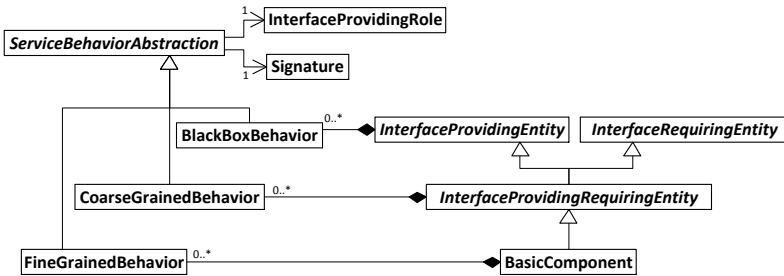 1
InterfaceProvidingRole
ServiceBehaviorAbstraction
1
Signature
0..*
BlackBoxBehavior
InterfaceProvidingEntity
InterfaceRequiringEntity
0..*
CoarseGrainedBehavior
InterfaceProvidingRequiringEntity
0..*
FineGrainedBehavior
BasicComponent